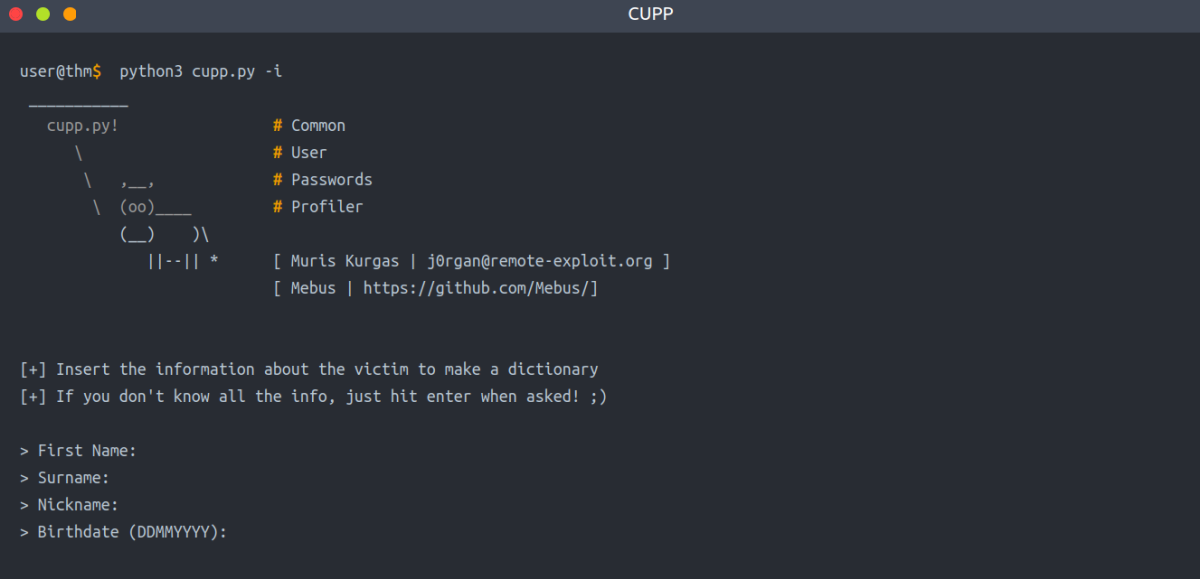 CUPP
user@thm$ python3 cupp.py -i
 ___________
   cupp.py!                 # Common
      \                     # User
       \   ,__,             # Passwords
        \  (oo)____         # Profiler
           (__)    )\
              ||--|| *      [ Muris Kurgas | j0rgan@remote-exploit.org ]
                            [ Mebus | https://github.com/Mebus/]
[+] Insert the information about the victim to make a dictionary
[+] If you don't know all the info, just hit enter when asked! ;)
> First Name:
> Surname:
> Nickname:
> Birthdate (DDMMYYYY):